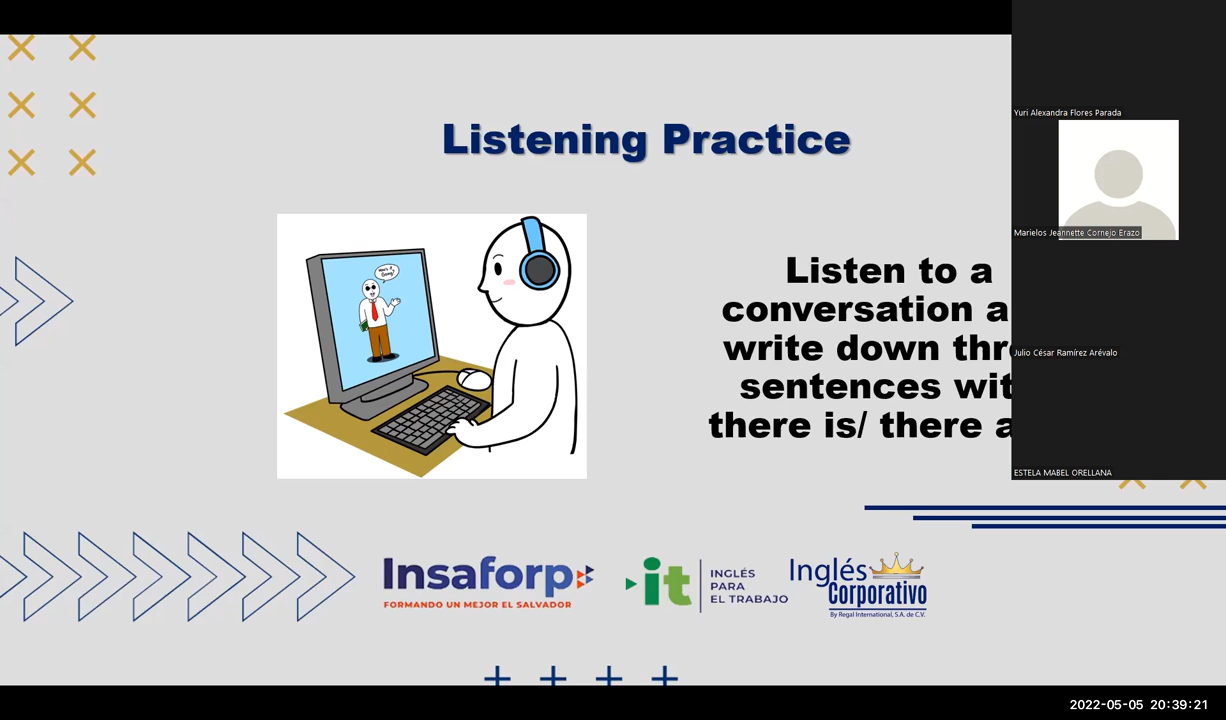 Listening Practice
Yuri Alexandra Flores Parada
Marielos Jeannette Cornejo Erazo
Julio César Ramírez Arévalo
ESTELA MABEL ORELLANA
Listen to a
conversation a
write down thr
sentences wit
there is/ there a
Insaforp
FORMANDO UN MEJOR EL SALVADOR
it
INGLÉS
PARA
EL TRABAJO
Inglés
Corporativo
By Regal International, S.A. de C.V.
2022-05-05 20:39:21